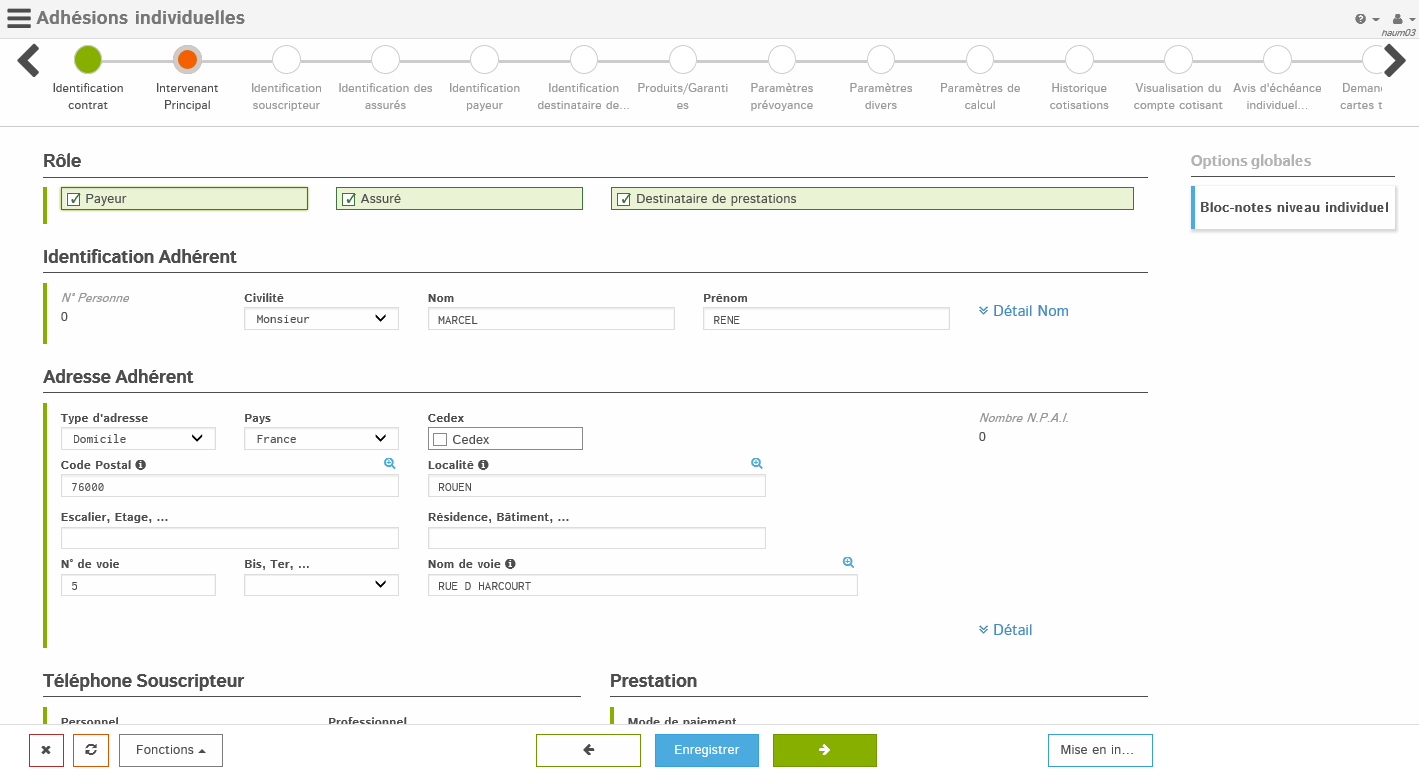 Adhésions individuelles
haum03
Identification contrat
Intervenant Principal
Identification souscripteur
Identification des assurés
Identification payeur
Identification destinataire de...
Produits/Garanties
Paramètres prévoyance
Paramètres divers
Paramètres de calcul
Historique cotisations
Visualisation du compte cotisant
Avis d'échéance individuel...
Deman
cartes t
Rôle
Payeur
Assuré
Destinataire de prestations
Options globales
Bloc-notes niveau individuel
Identification Adhérent
N° Personne
0
Civilité
Monsieur
Nom
MARCEL
Prénom
RENE
Détail Nom
Adresse Adhérent
Type d'adresse
Domicile
Pays
France
Cedex
Cedex
Nombre N.P.A.I.
0
Code Postal
76000
Localité
ROUEN
Escalier, Etage, ...
Résidence, Bâtiment, ...
N° de voie
5
Bis, Ter, ...
Nom de voie
RUE D HARCOURT
Détail
Téléphone Souscripteur
Personnel
Professionnel
Prestation
Mode de paiement
Fonctions
Enregistrer
Mise en in...